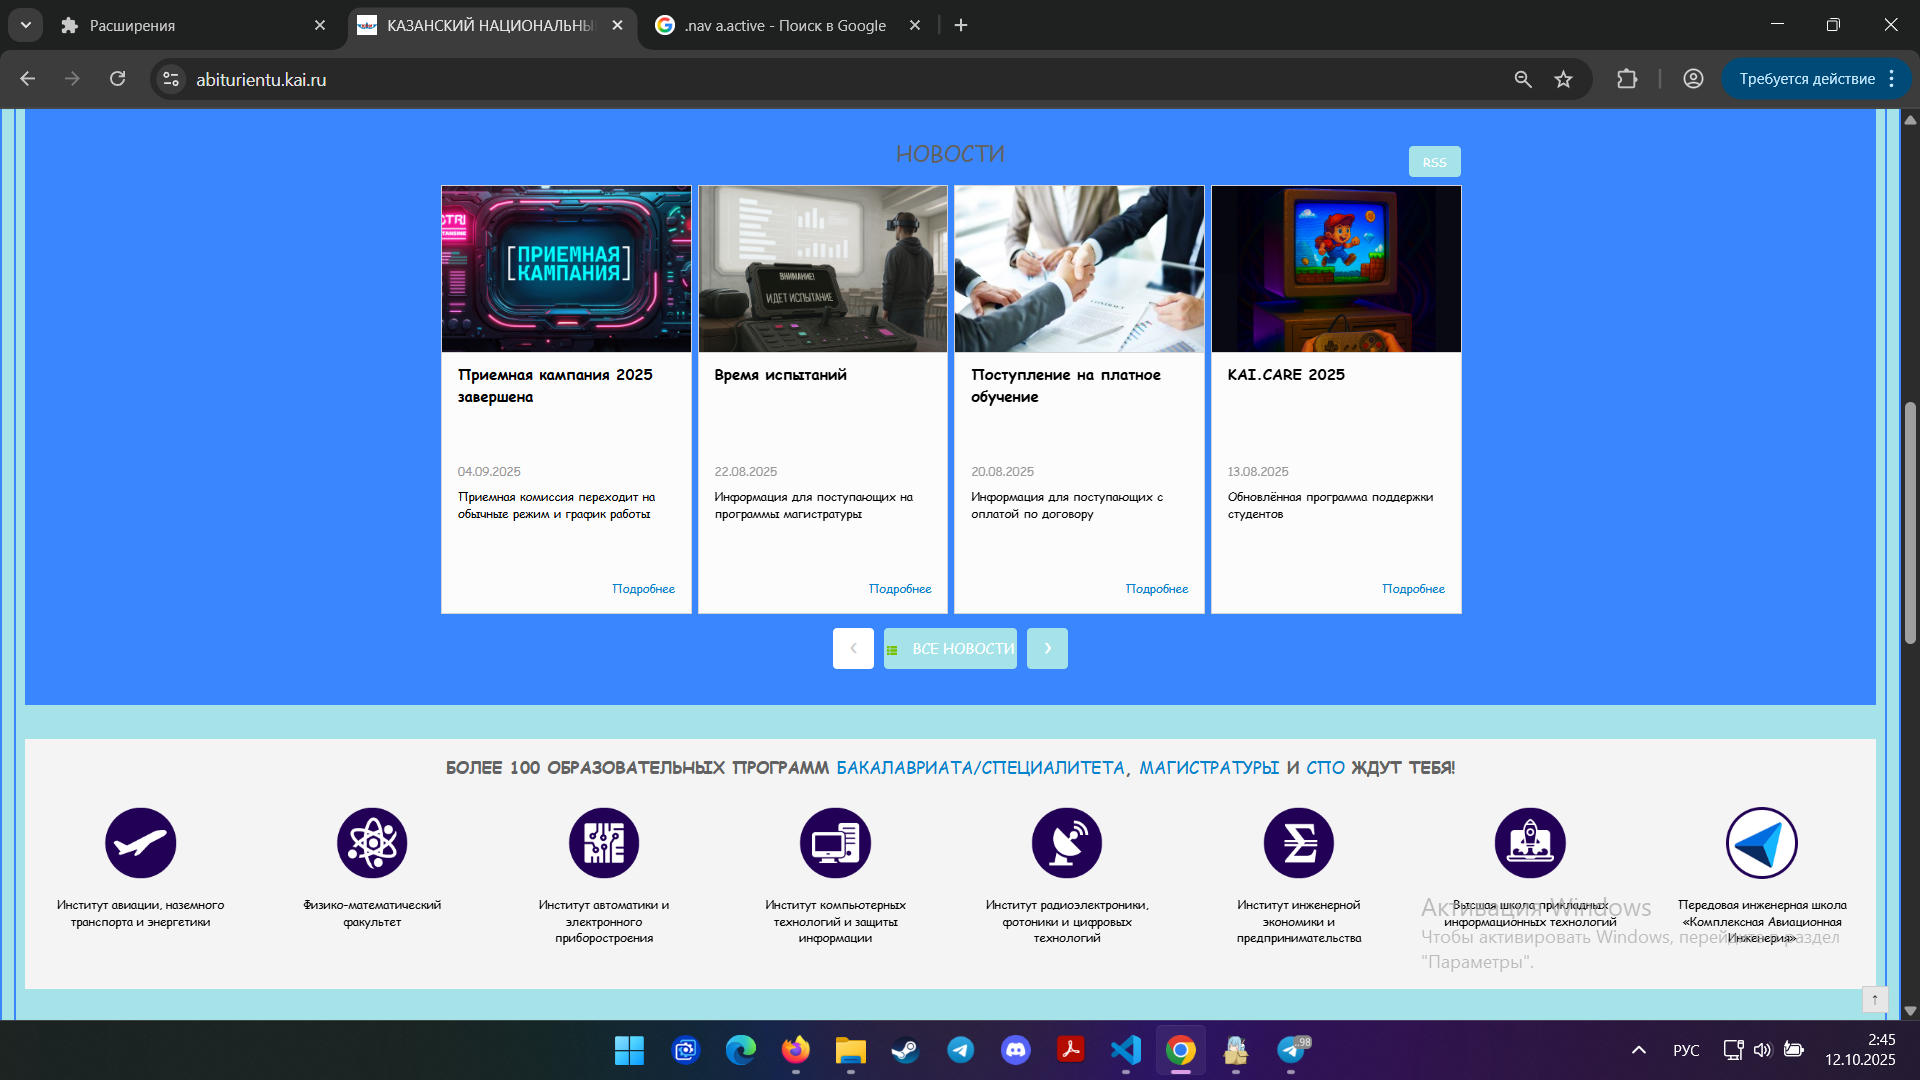 Расширения
КАЗАНСКИЙ НАЦИОНАЛЬНЫ
.nav a.active - Поиск в Google
abiturientu.kai.ru
Требуется действие
НОВОСТИ
RSS
[ПРИЕМНАЯ
КАМПАНИЯ]
ВНИМАНИЕ!
ИДЕТ ИСПЫТАНИЕ
CONTRACT
Приемная кампания 2025
завершена
04.09.2025
Приемная комиссия переходит на
обычные режим и график работы
Подробнее
Время испытаний
22.08.2025
Информация для поступающих на
программы магистратуры
Подробнее
Поступление на платное
обучение
20.08.2025
Информация для поступающих с
оплатой по договору
Подробнее
KAI.CARE 2025
13.08.2025
Обновлённая программа поддержки
студентов
Подробнее
ВСЕ НОВОСТИ
БОЛЕЕ 100 ОБРАЗОВАТЕЛЬНЫХ ПРОГРАММ БАКАЛАВРИАТА/СПЕЦИАЛИТЕТА, МАГИСТРАТУРЫ И СПО ЖДУТ ТЕБЯ!
Институт авиации, наземного
транспорта и энергетики
Физико-математический
факультет
Институт автоматики и
электронного
приборостроения
Институт компьютерных
технологий и защиты
информации
Институт радиоэлектроники,
фотоники и цифровых
технологий
Институт инженерной
экономики и
предпринимательства
Высшая школа прикладных
информационных технологий
Передовая инженерная школа
«Комплексная Авиационная
Инженерия»
Активация Windows
Чтобы активировать Windows, перейдите в раздел
"Параметры".
↑
98
РУС
2:45
12.10.2025